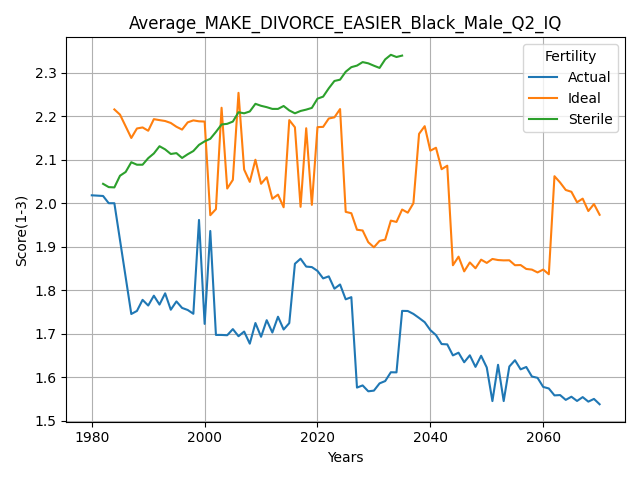 Average_MAKE_DIVORCE_EASIER_Black_Male_Q2_IQ
Score(1-3)
2.3
2.2
2.1
2.0
1.9
1.8
1.7
1.6
1.5
Fertility
Actual
Ideal
Sterile
1980 2000 2020 2040 2060
Years